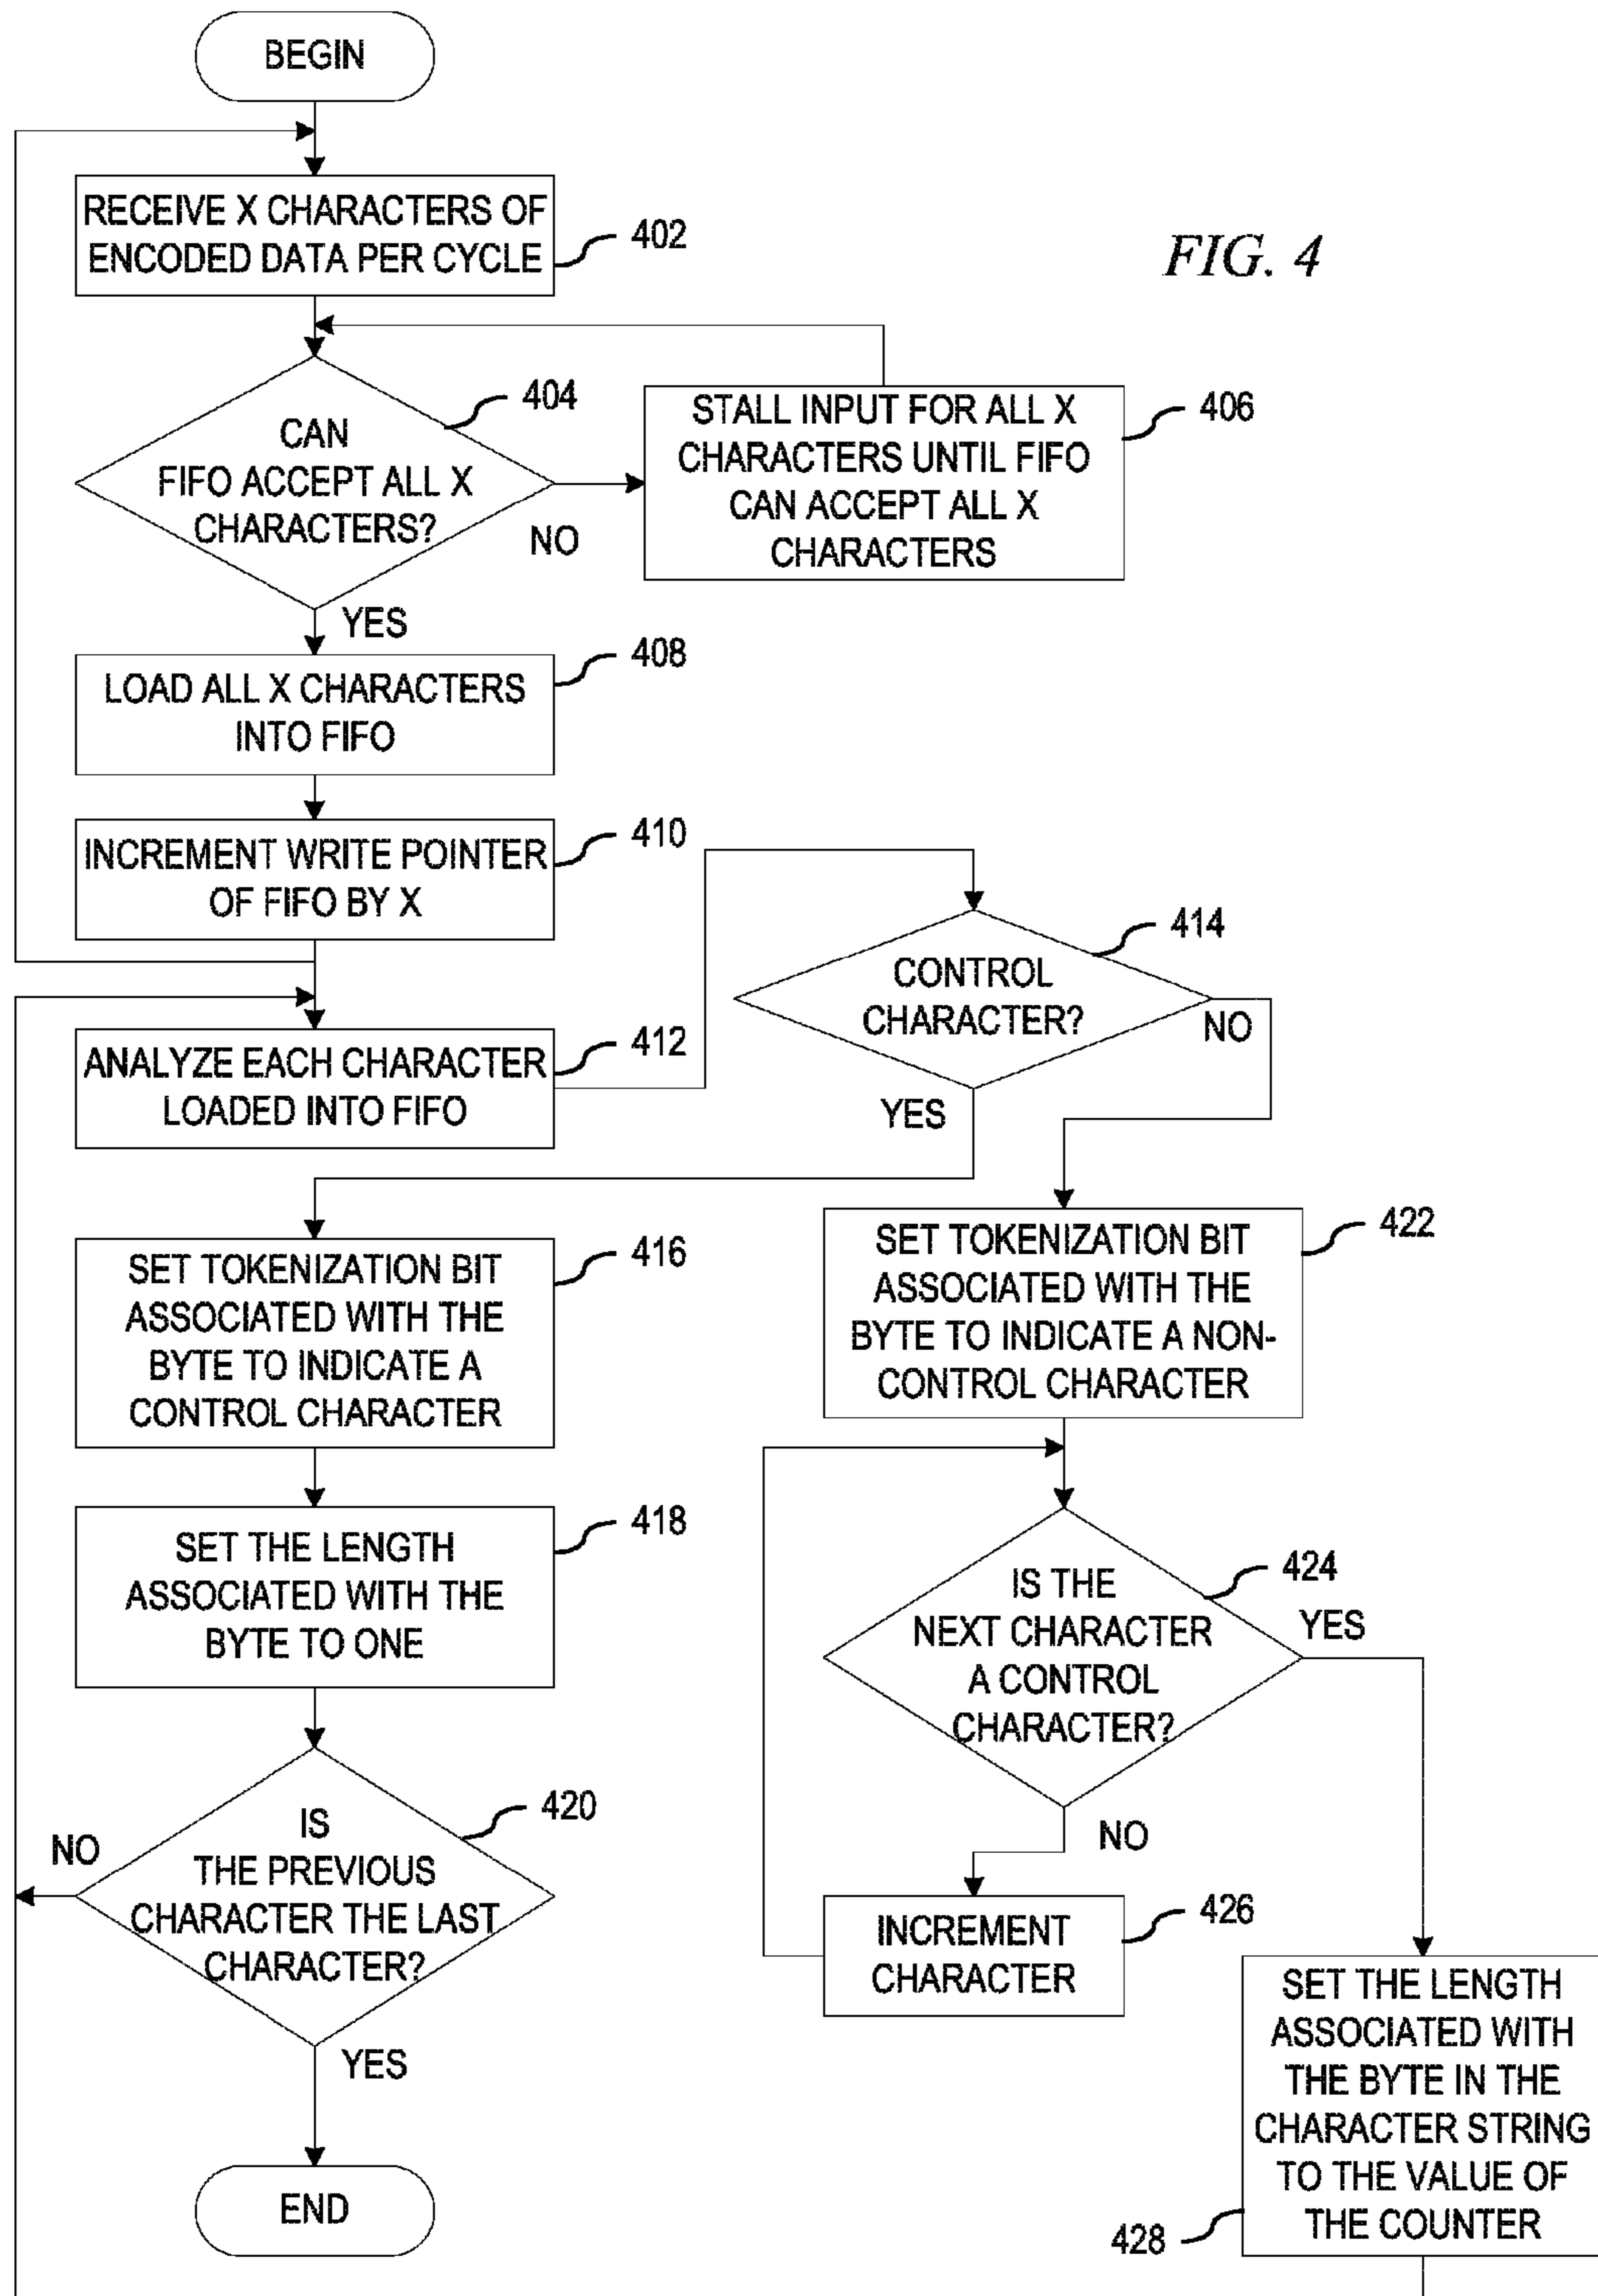 BEGIN
RECEIVE X CHARACTERS OF
ENCODED DATA PER CYCLE
402
FIG. 4
CAN
FIFO ACCEPT ALL X
CHARACTERS?
404
NO
YES
STALL INPUT FOR ALL X
CHARACTERS UNTIL FIFO
CAN ACCEPT ALL X
CHARACTERS
406
LOAD ALL X CHARACTERS
INTO FIFO
408
INCREMENT WRITE POINTER
OF FIFO BY X
410
ANALYZE EACH CHARACTER
LOADED INTO FIFO
412
CONTROL
CHARACTER?
414
NO
YES
SET TOKENIZATION BIT
ASSOCIATED WITH THE
BYTE TO INDICATE A
CONTROL CHARACTER
416
SET TOKENIZATION BIT
ASSOCIATED WITH THE
BYTE TO INDICATE A NON-
CONTROL CHARACTER
422
SET THE LENGTH
ASSOCIATED WITH THE
BYTE TO ONE
418
IS THE
NEXT CHARACTER
A CONTROL
CHARACTER?
424
YES
NO
IS
THE PREVIOUS
CHARACTER THE LAST
CHARACTER?
420
NO
YES
INCREMENT
CHARACTER
426
SET THE LENGTH
ASSOCIATED WITH
THE BYTE IN THE
CHARACTER STRING
TO THE VALUE OF
THE COUNTER
428
END